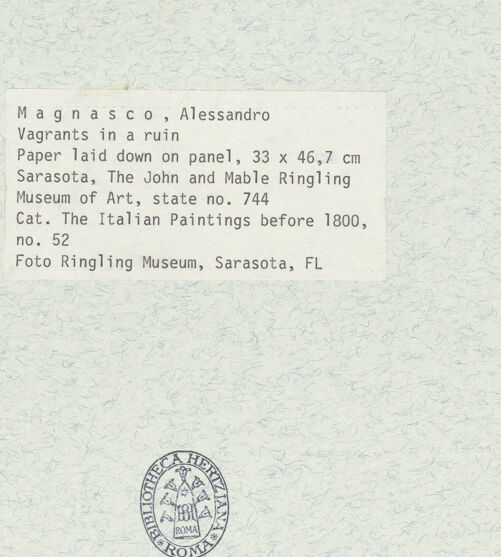 M a g n a s c o , Alessandro
Vagrants in a ruin
Paper laid down on panel, 33 x 46,7 cm
Sarasota, The John and Mable Ringling
Museum of Art, state no. 744
Cat. The Italian Paintings before 1800,
no. 52
Foto Ringling Museum, Sarasota, FL
BIBLIOTHECA HERTZIANA
ROMA
ROMA